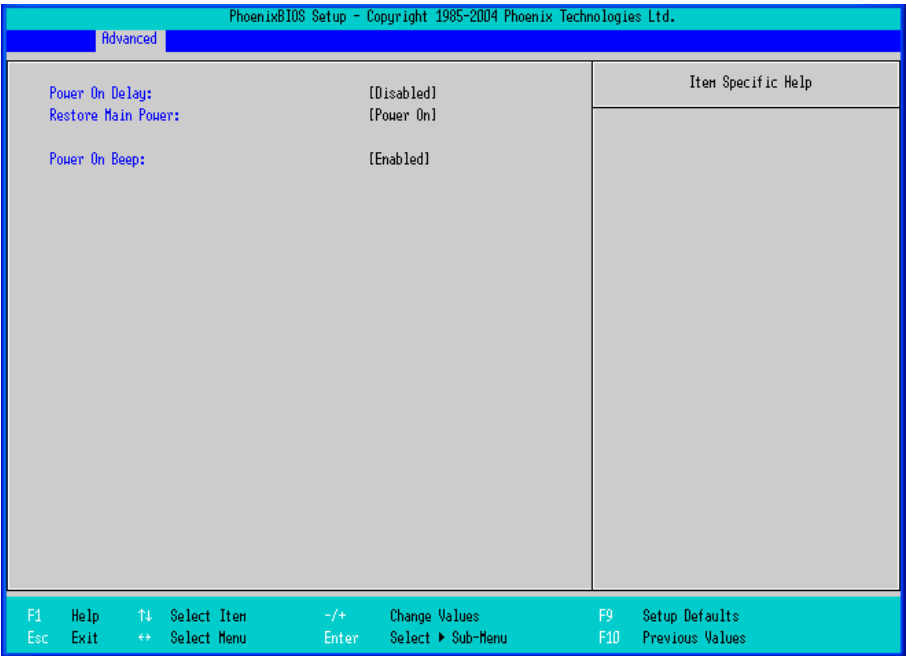 PhoenixBIOS Setup - Copyright 1985-2004 Phoenix Technologies Ltd.
Advanced
Item Specific Help
Power On Delay: [Disabled]
Restore Main Power: [Power On]
Power On Beep: [Enabled]
F1 Help ↑↓ Select Item -/+ Change Values F9 Setup Defaults
Esc Exit ↔ Select Menu Enter Select ▶ Sub-Menu F10 Previous Values